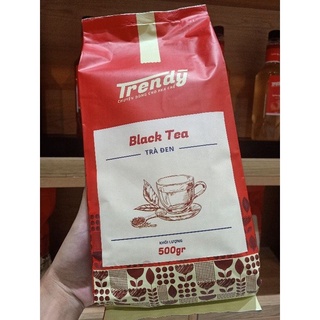 Trendy
CHUYÊN DÙNG CHO PHA CHẾ
Black Tea
TRÀ ĐEN
KHỐI LƯỢNG
500gr